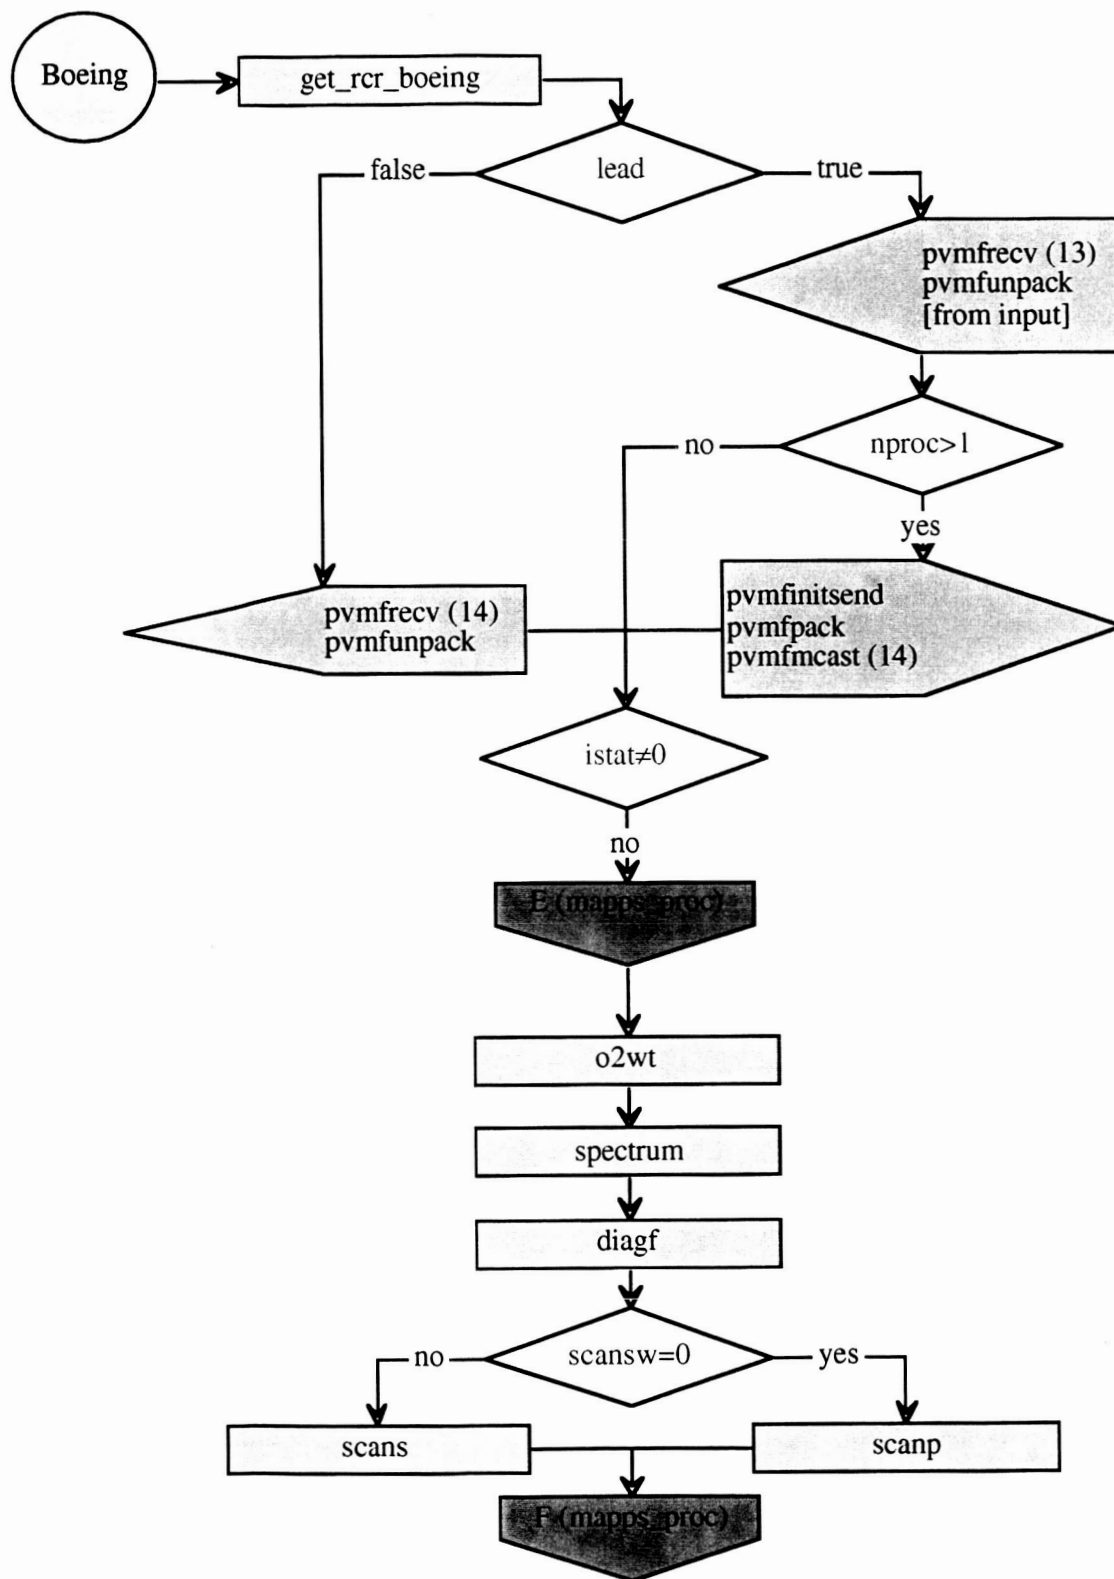 Boeing
get_rcr_boeing
false
lead
true
pvmfrecv (13)
pvmfunpack
[from input]
no
nproc>1
yes
pvmfrecv (14)
pvmfunpack
pvmfinitsend
pvmfpack
pvmfmcast (14)
istat≠0
no
E (mapps_proc)
o2wt
spectrum
diagf
no
scansw=0
yes
scans
scanp
F (mapps_proc)